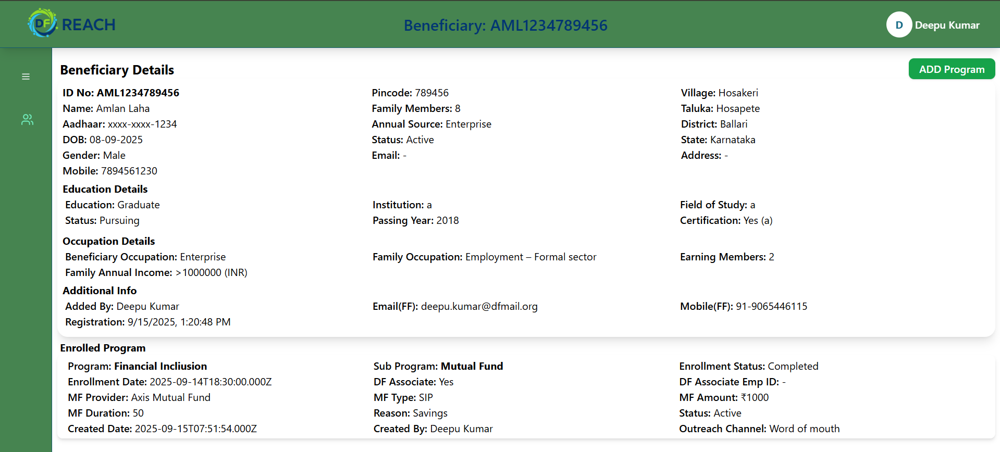 DF REACH
Beneficiary: AML1234789456
D Deepu Kumar
Beneficiary Details
ADD Program
ID No: AML1234789456
Name: Amlan Laha
Aadhaar: xxxx-xxxx-1234
DOB: 08-09-2025
Gender: Male
Mobile: 7894561230
Pincode: 789456
Family Members: 8
Annual Source: Enterprise
Status: Active
Email: -
Village: Hosakeri
Taluka: Hosapete
District: Ballari
State: Karnataka
Address: -
Education Details
Education: Graduate
Institution: a
Field of Study: a
Status: Pursuing
Passing Year: 2018
Certification: Yes (a)
Occupation Details
Beneficiary Occupation: Enterprise
Family Occupation: Employment – Formal sector
Earning Members: 2
Family Annual Income: >1000000 (INR)
Additional Info
Added By: Deepu Kumar
Email(FF): deepu.kumar@dfmail.org
Mobile(FF): 91-9065446115
Registration: 9/15/2025, 1:20:48 PM
Enrolled Program
Program: Financial Incliusion
Sub Program: Mutual Fund
Enrollment Status: Completed
Enrollment Date: 2025-09-14T18:30:00.000Z
DF Associate: Yes
DF Associate Emp ID: -
MF Provider: Axis Mutual Fund
MF Type: SIP
MF Amount: ₹1000
MF Duration: 50
Reason: Savings
Status: Active
Created Date: 2025-09-15T07:51:54.000Z
Created By: Deepu Kumar
Outreach Channel: Word of mouth